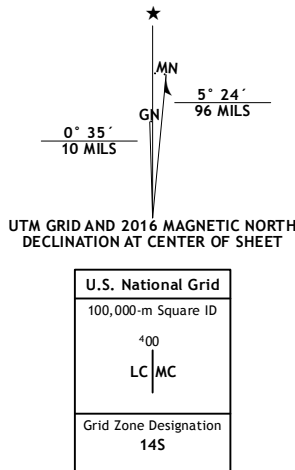 ★
MN
GN
5° 24´
96 MILS
0° 35´
10 MILS
UTM GRID AND 2016 MAGNETIC NORTH
DECLINATION AT CENTER OF SHEET
U.S. National Grid
100,000-m Square ID
⁴00
LC MC
Grid Zone Designation
14S